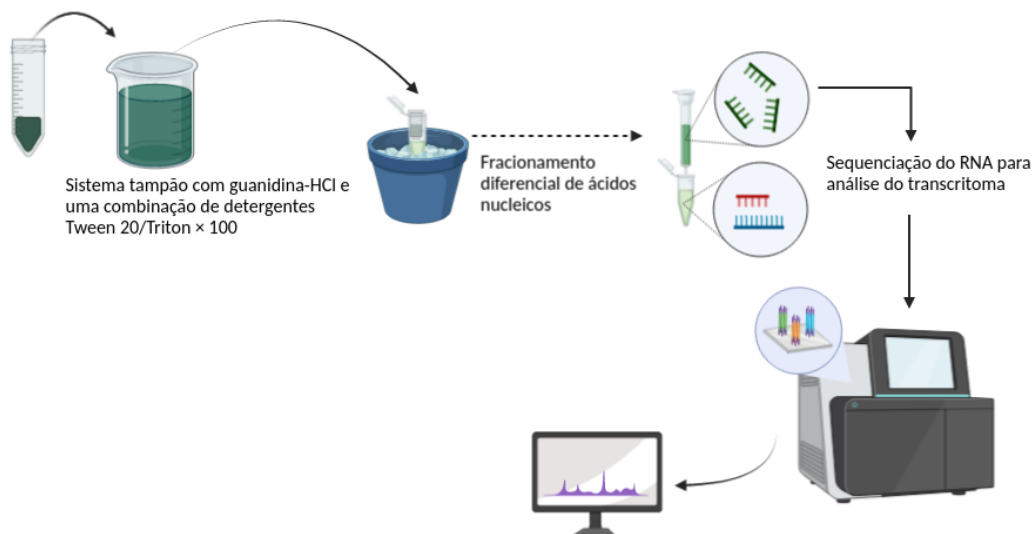 Sistema tampão com guanidina-HCl e
uma combinação de detergentes
Tween 20/Triton × 100
Fracionamento
diferencial de ácidos
nucleicos
Sequenciação do RNA para
análise do transcritoma